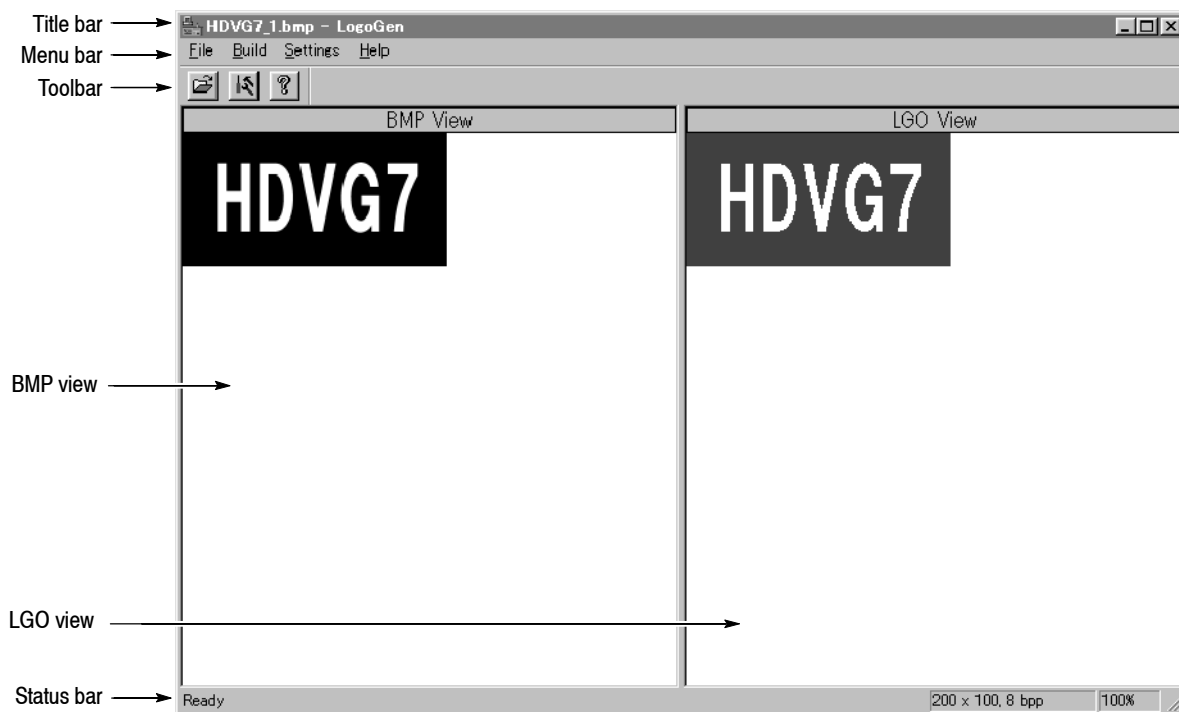 Title bar
HDVG7_1.bmp - LogoGen
Menu bar
File Build Settings Help
Toolbar
BMP View
LGO View
HDVG7
HDVG7
BMP view
LGO view
Status bar
Ready
200 x 100, 8 bpp
100%